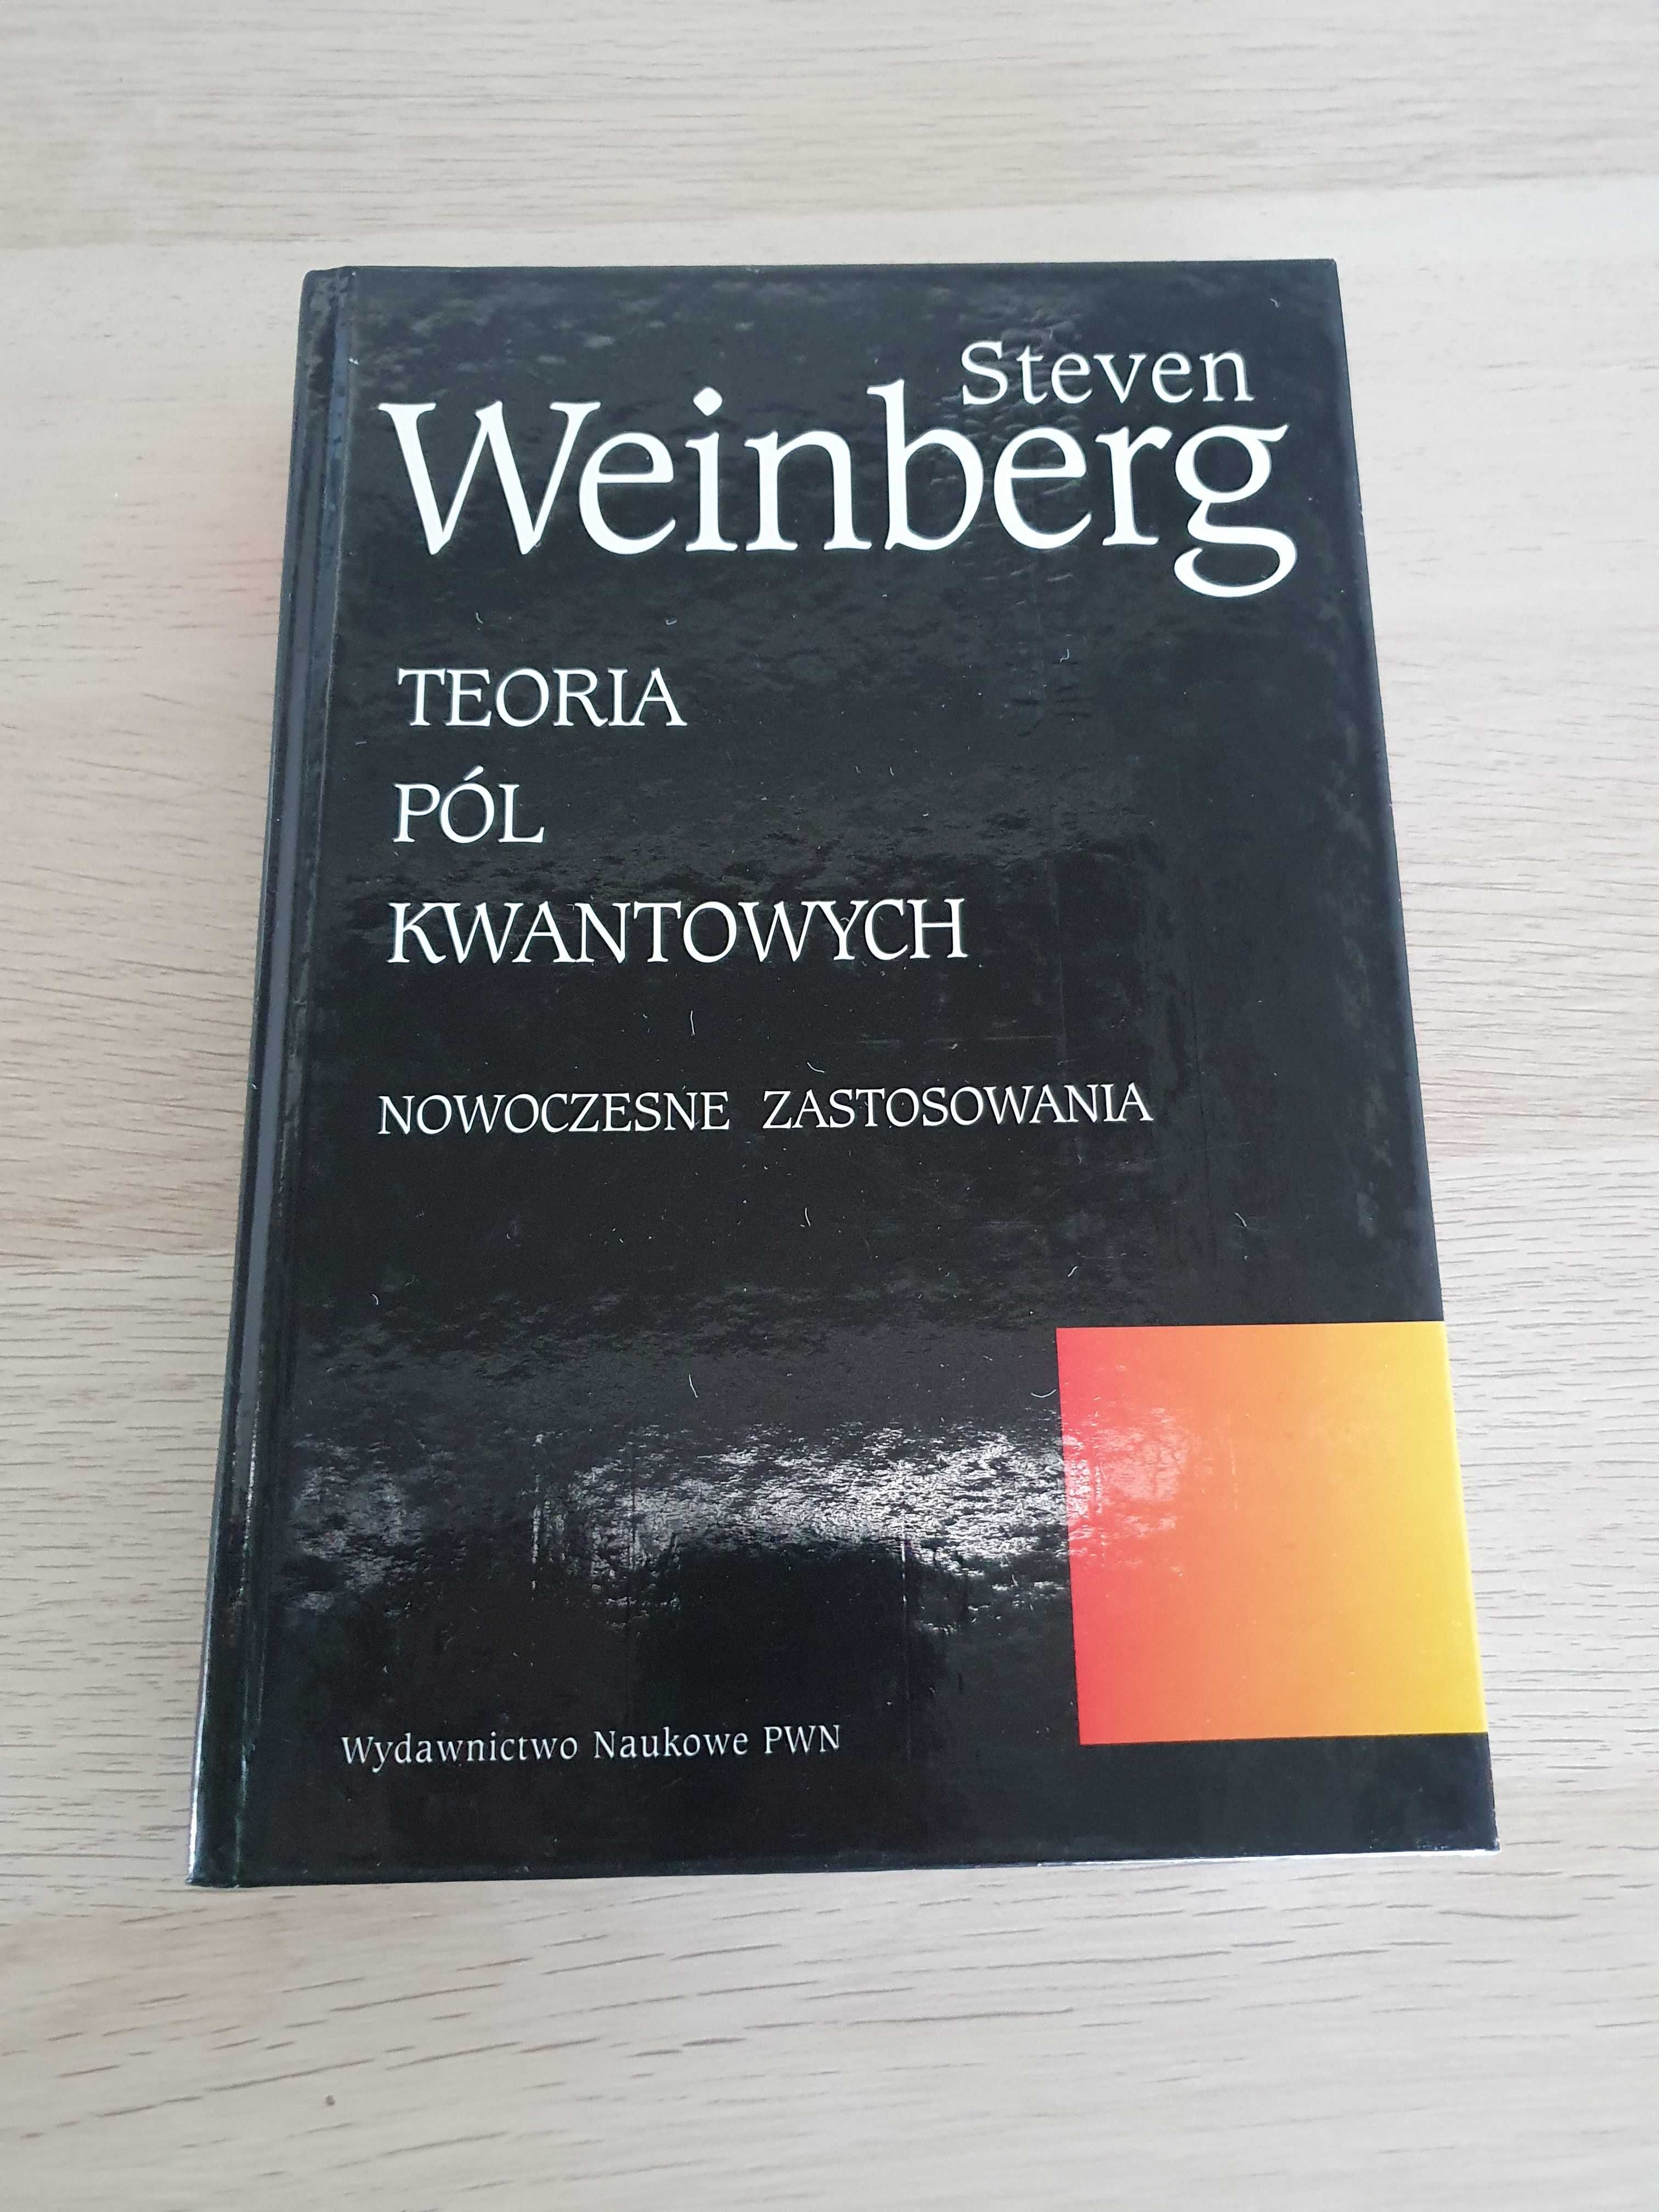 Steven
Weinberg
TEORIA
PÓL
KWANTOWYCH
NOWOCZESNE ZASTOSOWANIA
Wydawnictwo Naukowe PWN